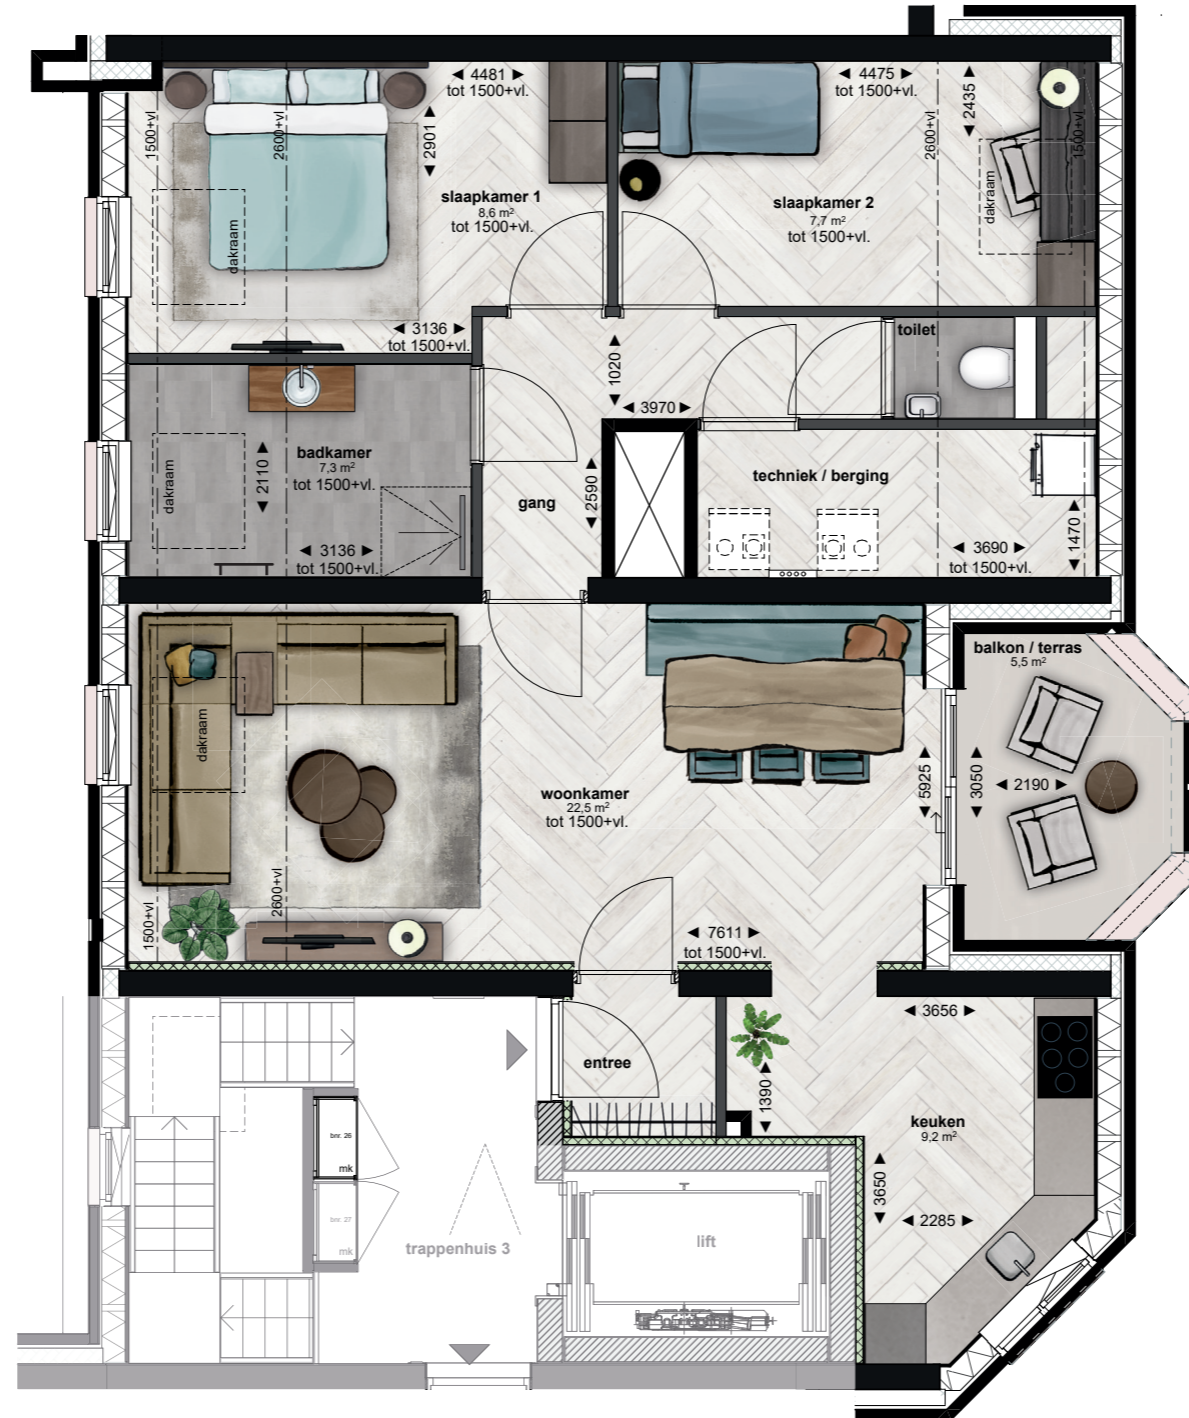 4481
tot 1500+vl.
4475
tot 1500+vl.
2435
1500+vl
2600+vl
2901
2600+vl
1500+vl
slaapkamer 1
8,6 m²
tot 1500+vl.
slaapkamer 2
7,7 m²
tot 1500+vl.
dakraam
dakraam
3136
tot 1500+vl.
toilet
1020
3970
badkamer
7,3 m²
tot 1500+vl.
dakraam
2110
3136
tot 1500+vl.
gang
2590
techniek / berging
3690
tot 1500+vl.
1470
balkon / terras
5,5 m²
dakraam
woonkamer
22,5 m²
tot 1500+vl.
5925
3050
2190
1500+vl
2600+vl
7611
tot 1500+vl.
3656
entree
1390
keuken
9,2 m²
bnr. 26
mk
bnr. 27
mk
3650
2285
trappenhuis 3
lift